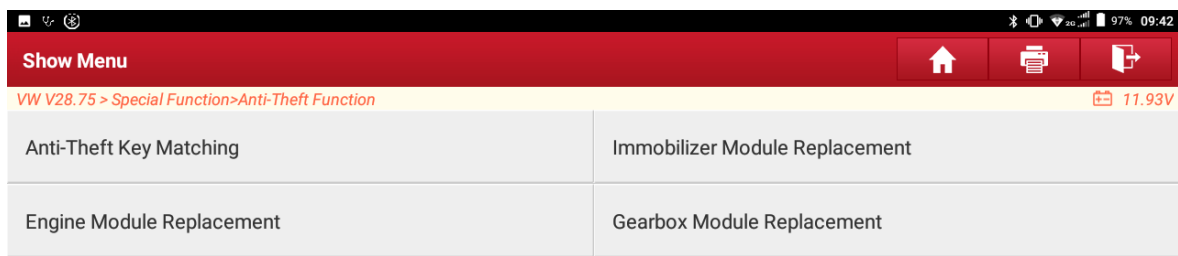 2G 97% 09:42
Show Menu
VW V28.75 > Special Function>Anti-Theft Function 11.93V
Anti-Theft Key Matching Immobilizer Module Replacement
Engine Module Replacement Gearbox Module Replacement